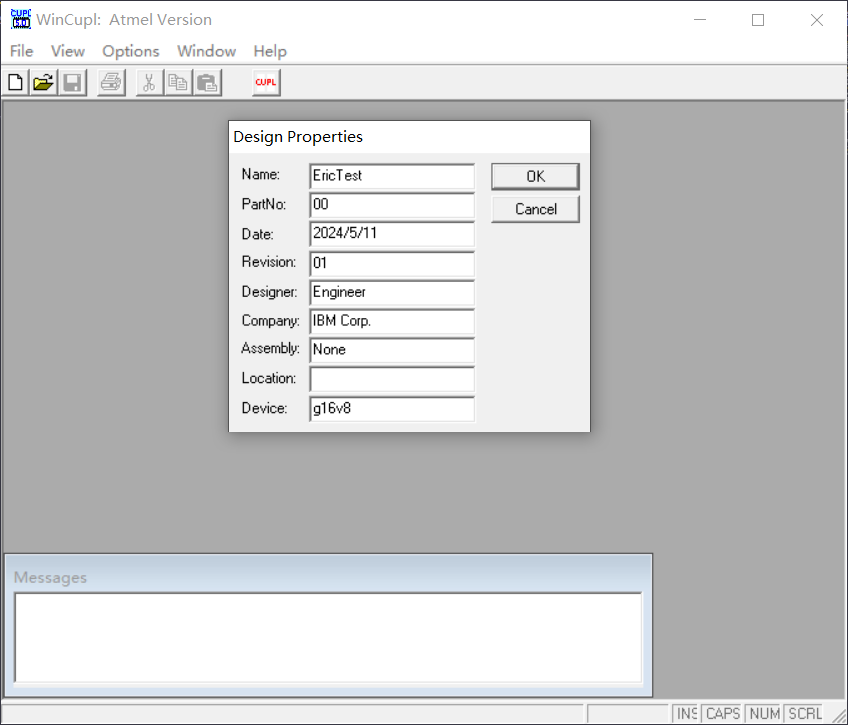 WinCupl: Atmel Version
File View Options Window Help
CUPL
Design Properties
Name: EricTest OK
PartNo: 00 Cancel
Date: 2024/5/11
Revision: 01
Designer: Engineer
Company: IBM Corp.
Assembly: None
Location:
Device: g16v8
Messages
INS CAPS NUM SCRL